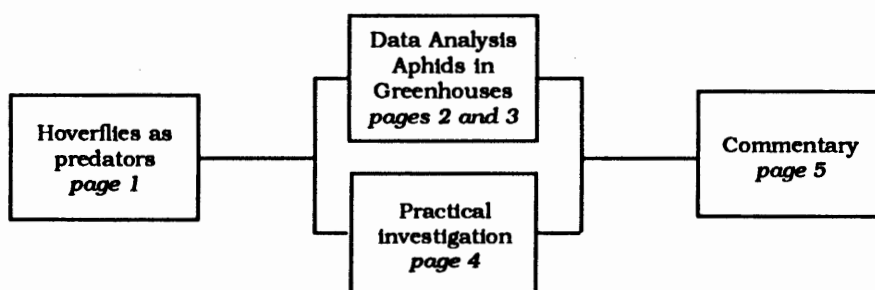 Hoverflies as
predators
page 1
Data Analysis
Aphids in
Greenhouses
pages 2 and 3
Practical
investigation
page 4
Commentary
page 5